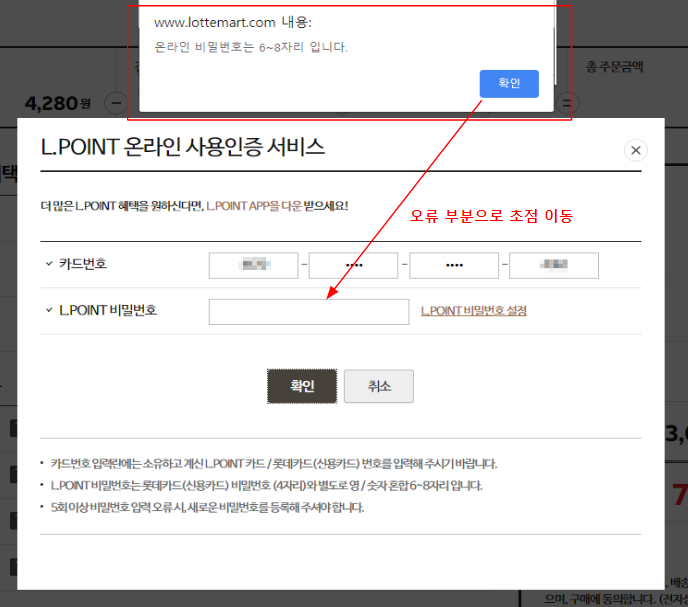 www.lottemart.com 내용:
온라인 비밀번호는 6~8자리 입니다.
확인
총 주문금액
4,280원
L.POINT 온라인 사용인증 서비스
더 많은 L.POINT 혜택을 원하신다면, L.POINT APP을 다운 받으세요!
오류 부분으로 초점 이동
카드번호
L.POINT 비밀번호
L.POINT 비밀번호 설정
확인
취소
카드번호 입력란에는 소유하고 계신 L.POINT 카드 / 롯데카드(신용카드) 번호를 입력해 주시기 바랍니다.
L.POINT 비밀번호는 롯데카드(신용카드) 비밀번호 (4자리)와 별도로 영 / 숫자 혼합 6~8자리 입니다.
5회 이상 비밀번호 입력 오류 시, 새로운 비밀번호를 등록해 주셔야 합니다.
, 배송
으며, 구매에 동의합니다. (전자상